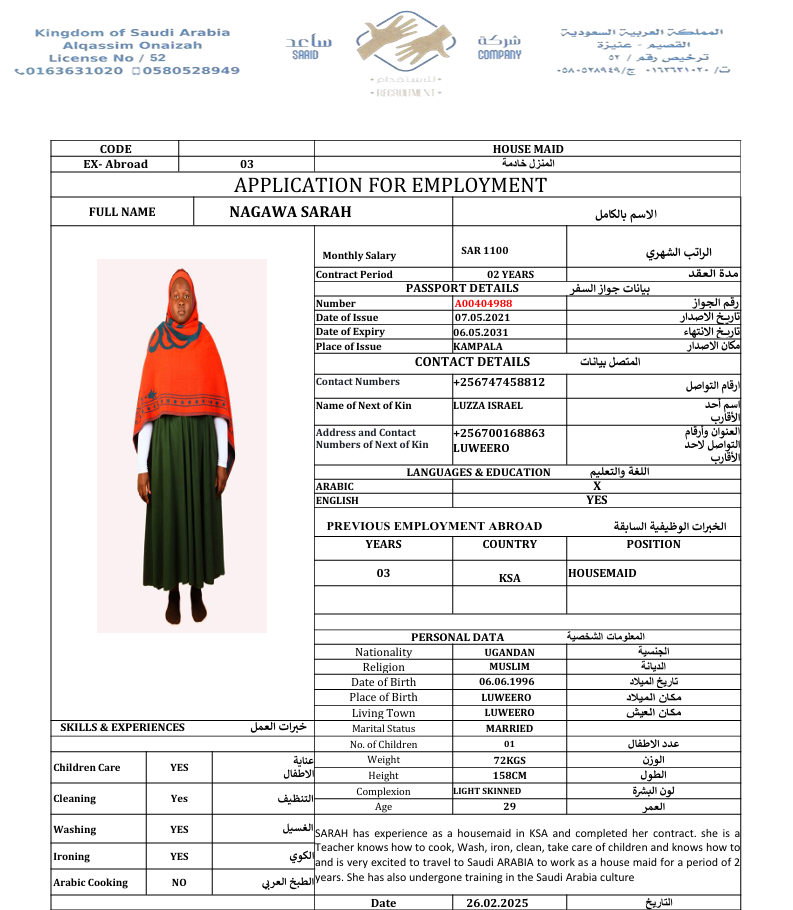 Kingdom of Saudi Arabia
Alqassim Onaizah
License No / 52
0163631020 0580528949
ساعد
SAAID
شركة
COMPANY
للاستقدام
RECRUITMENT
المملكة العربية السعودية
القصيم - عنيزة
ترخيص رقم / ٥٢
ت/ ٠١٦٣٦٣١٠٢٠ ج/ ٠٥٨٠٥٢٨٩٤٩
CODE HOUSE MAID
EX- Abroad 03 المنزل خادمة
APPLICATION FOR EMPLOYMENT
FULL NAME NAGAWA SARAH الاسم بالكامل
Monthly Salary SAR 1100 الراتب الشهري
Contract Period 02 YEARS مدة العقد
PASSPORT DETAILS بيانات جواز السفر
Number A00404988 رقم الجواز
Date of Issue 07.05.2021 تاريخ الاصدار
Date of Expiry 06.05.2031 تاريخ الانتهاء
Place of Issue KAMPALA مكان الاصدار
CONTACT DETAILS المتصل بيانات
Contact Numbers +256747458812 ارقام التواصل
Name of Next of Kin LUZZA ISRAEL اسم أحد الأقارب
Address and Contact Numbers of Next of Kin +256700168863 LUWEERO العنوان وأرقام التواصل لاحد الأقارب
LANGUAGES & EDUCATION اللغة والتعليم
ARABIC X
ENGLISH YES
PREVIOUS EMPLOYMENT ABROAD الخبرات الوظيفية السابقة
YEARS COUNTRY POSITION
03 KSA HOUSEMAID
PERSONAL DATA المعلومات الشخصية
Nationality UGANDAN الجنسية
Religion MUSLIM الديانة
Date of Birth 06.06.1996 تاريخ الميلاد
Place of Birth LUWEERO مكان الميلاد
Living Town LUWEERO مكان العيش
Marital Status MARRIED
No. of Children 01 عدد الاطفال
Weight 72KGS الوزن
Height 158CM الطول
Complexion LIGHT SKINNED لون البشرة
Age 29 العمر
SKILLS & EXPERIENCES خبرات العمل
Children Care YES عناية الاطفال
Cleaning Yes التنظيف
Washing YES الغسيل
Ironing YES الكوي
Arabic Cooking NO الطبخ العربي
SARAH has experience as a housemaid in KSA and completed her contract. she is a
Teacher knows how to cook, Wash, iron, clean, take care of children and knows how to
and is very excited to travel to Saudi ARABIA to work as a house maid for a period of 2
years. She has also undergone training in the Saudi Arabia culture
Date 26.02.2025 التاريخ